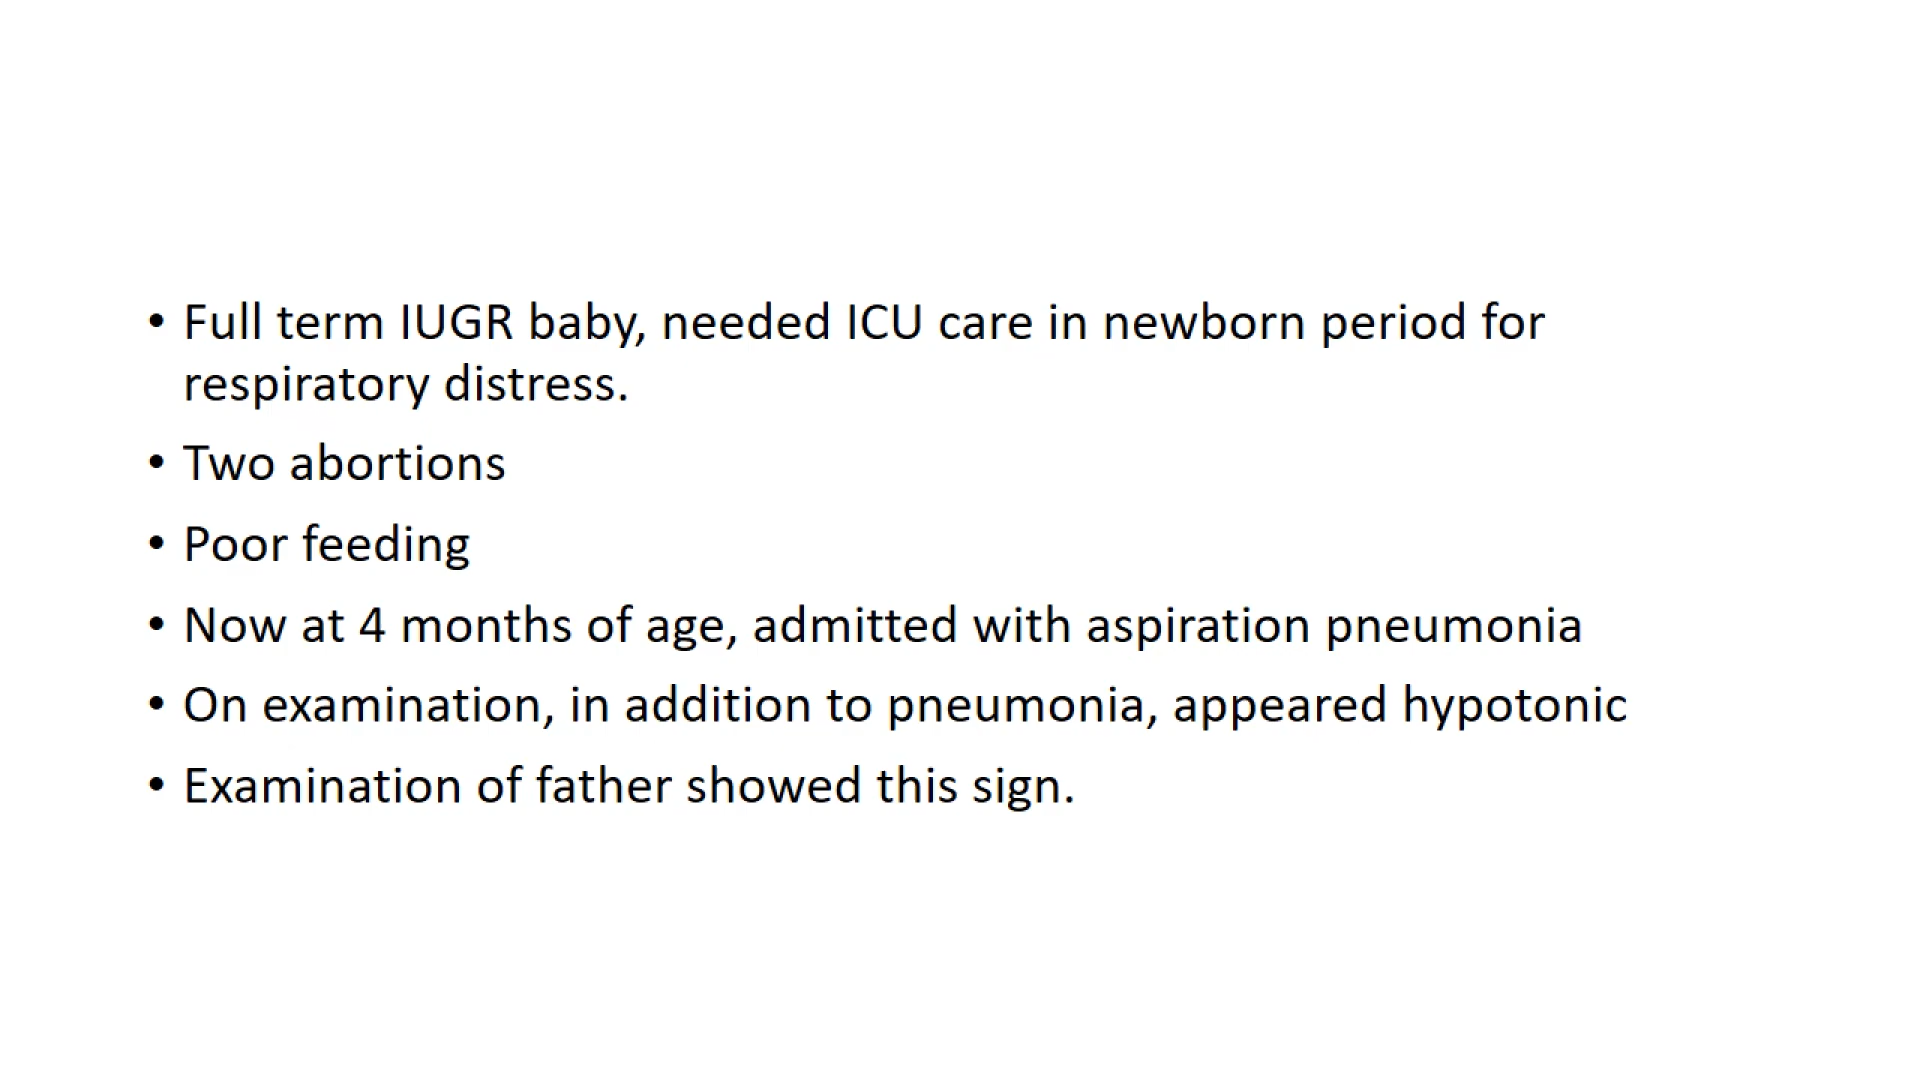 • Full term IUGR baby, needed ICU care in newborn period for
respiratory distress.
• Two abortions
• Poor feeding
• Now at 4 months of age, admitted with aspiration pneumonia
• On examination, in addition to pneumonia, appeared hypotonic
• Examination of father showed this sign.